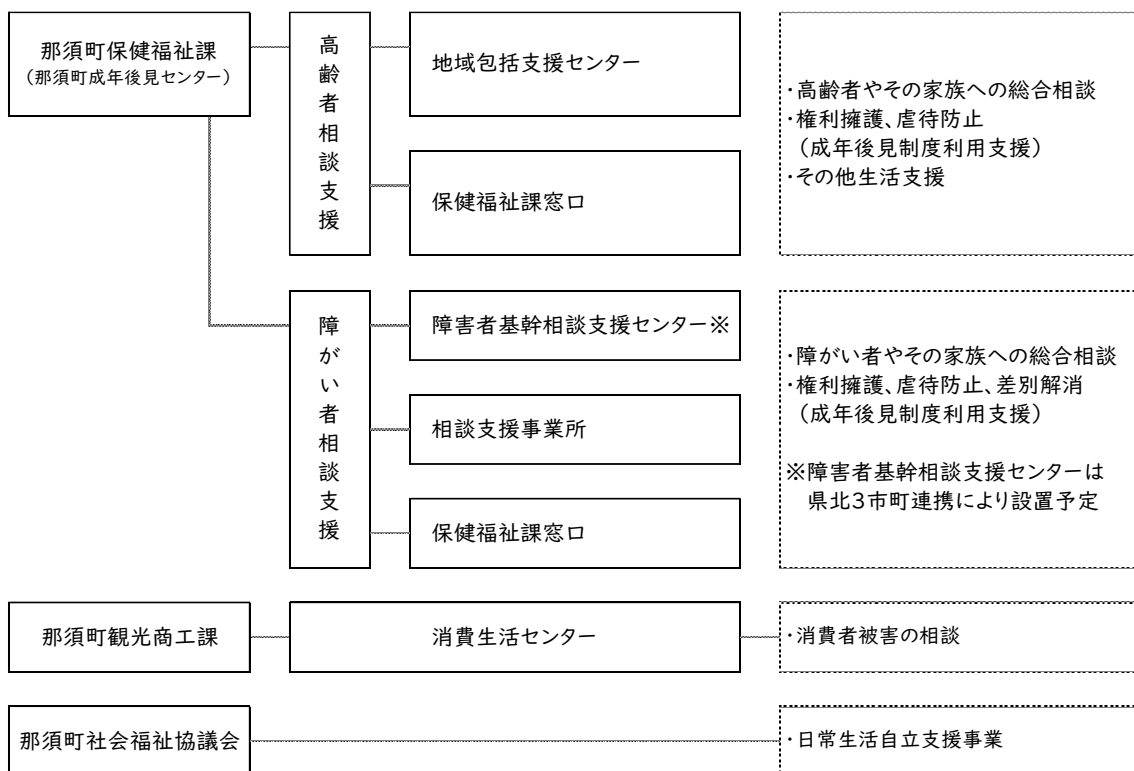 那須町保健福祉課
（那須町成年後見センター）
高齢者相談支援
地域包括支援センター
保健福祉課窓口
・高齢者やその家族への総合相談
・権利擁護、虐待防止
（成年後見制度利用支援）
・その他生活支援
障がい者相談支援
障害者基幹相談支援センター※
相談支援事業所
保健福祉課窓口
・障がい者やその家族への総合相談
・権利擁護、虐待防止、差別解消
（成年後見制度利用支援）
※障害者基幹相談支援センターは
県北3市町連携により設置予定
那須町観光商工課
消費生活センター
・消費者被害の相談
那須町社会福祉協議会
・日常生活自立支援事業